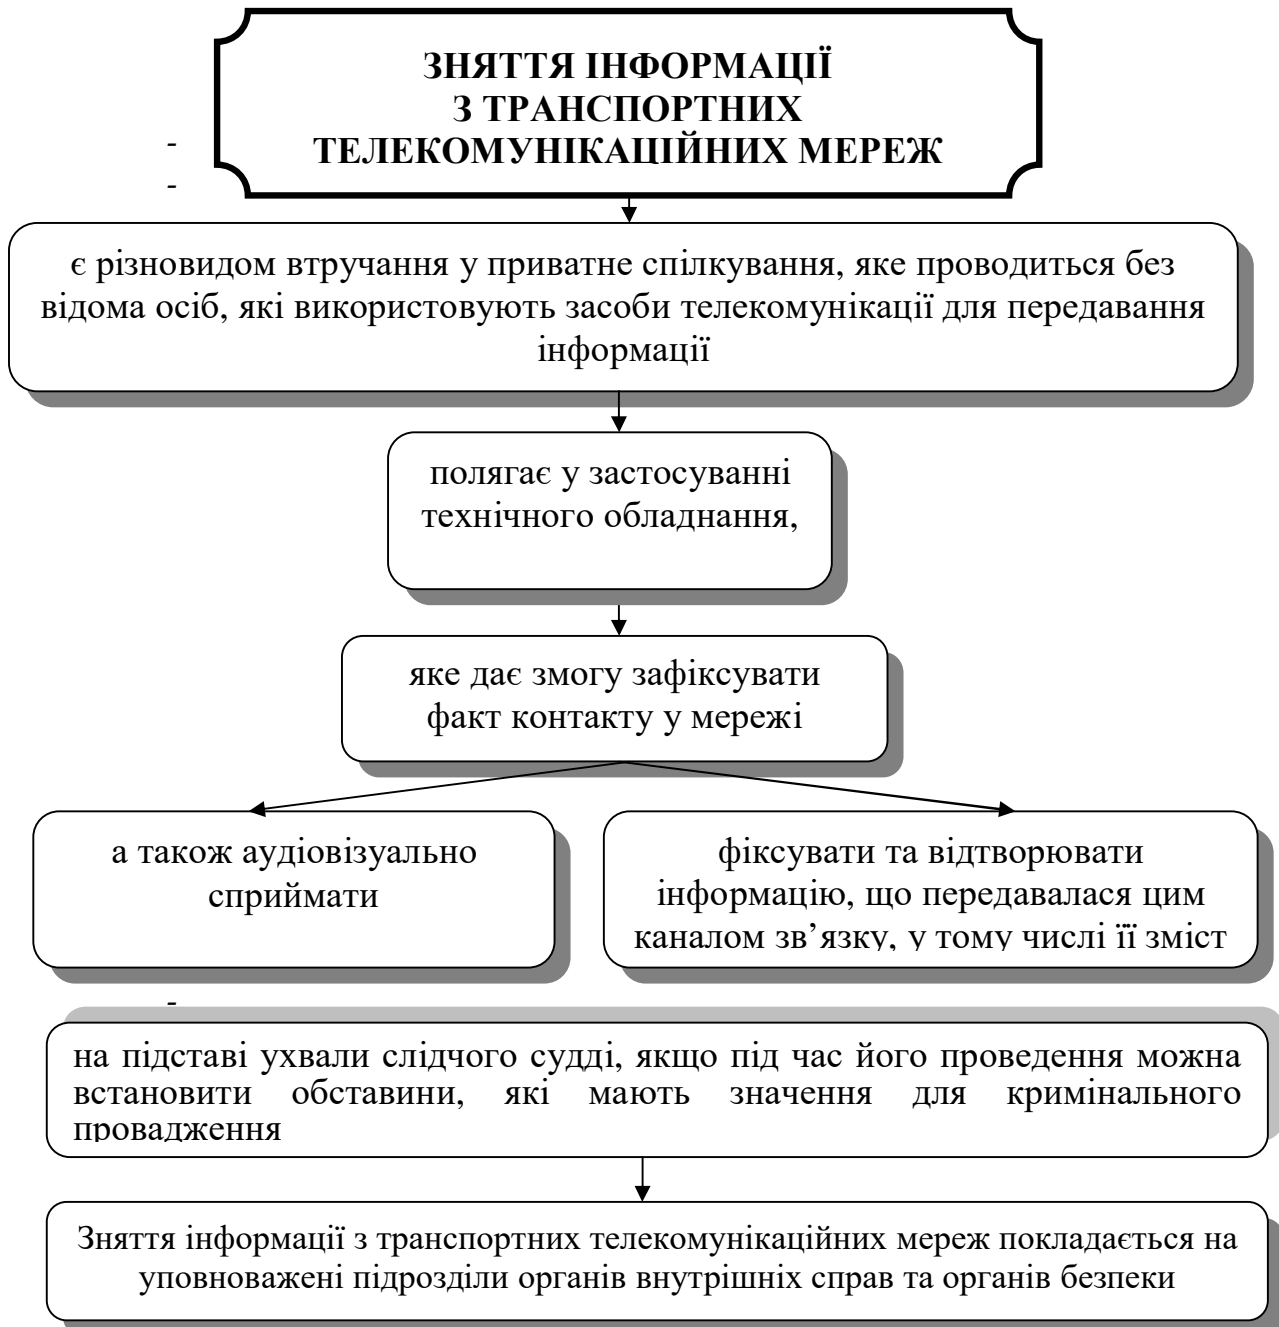 ЗНЯТТЯ ІНФОРМАЦІЇ
З ТРАНСПОРТНИХ
ТЕЛЕКОМУНІКАЦІЙНИХ МЕРЕЖ
-
-
є різновидом втручання у приватне спілкування, яке проводиться без
відома осіб, які використовують засоби телекомунікації для передавання
інформації
полягає у застосуванні
технічного обладнання,
яке дає змогу зафіксувати
факт контакту у мережі
а також аудіовізуально
сприймати
фіксувати та відтворювати
інформацію, що передавалася цим
каналом зв’язку, у тому числі її зміст
-
на підставі ухвали слідчого судді, якщо під час його проведення можна
встановити обставини, які мають значення для кримінального
провадження
Зняття інформації з транспортних телекомунікаційних мереж покладається на
уповноважені підрозділи органів внутрішніх справ та органів безпеки